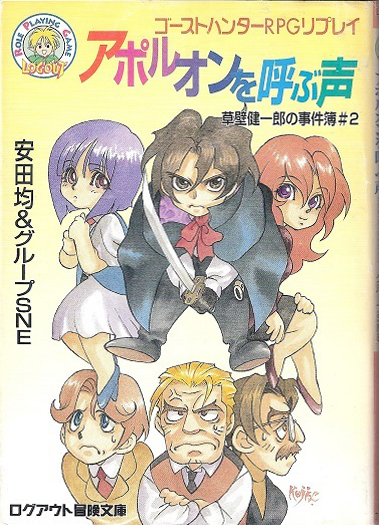 ROLE PLAYING GAME
LOGOUT
ゴーストハンターRPGリプレイ
アポルオンを呼ぶ声
草壁健一郎の事件簿#2
安田均&グループSNE
ログアウト冒険文庫